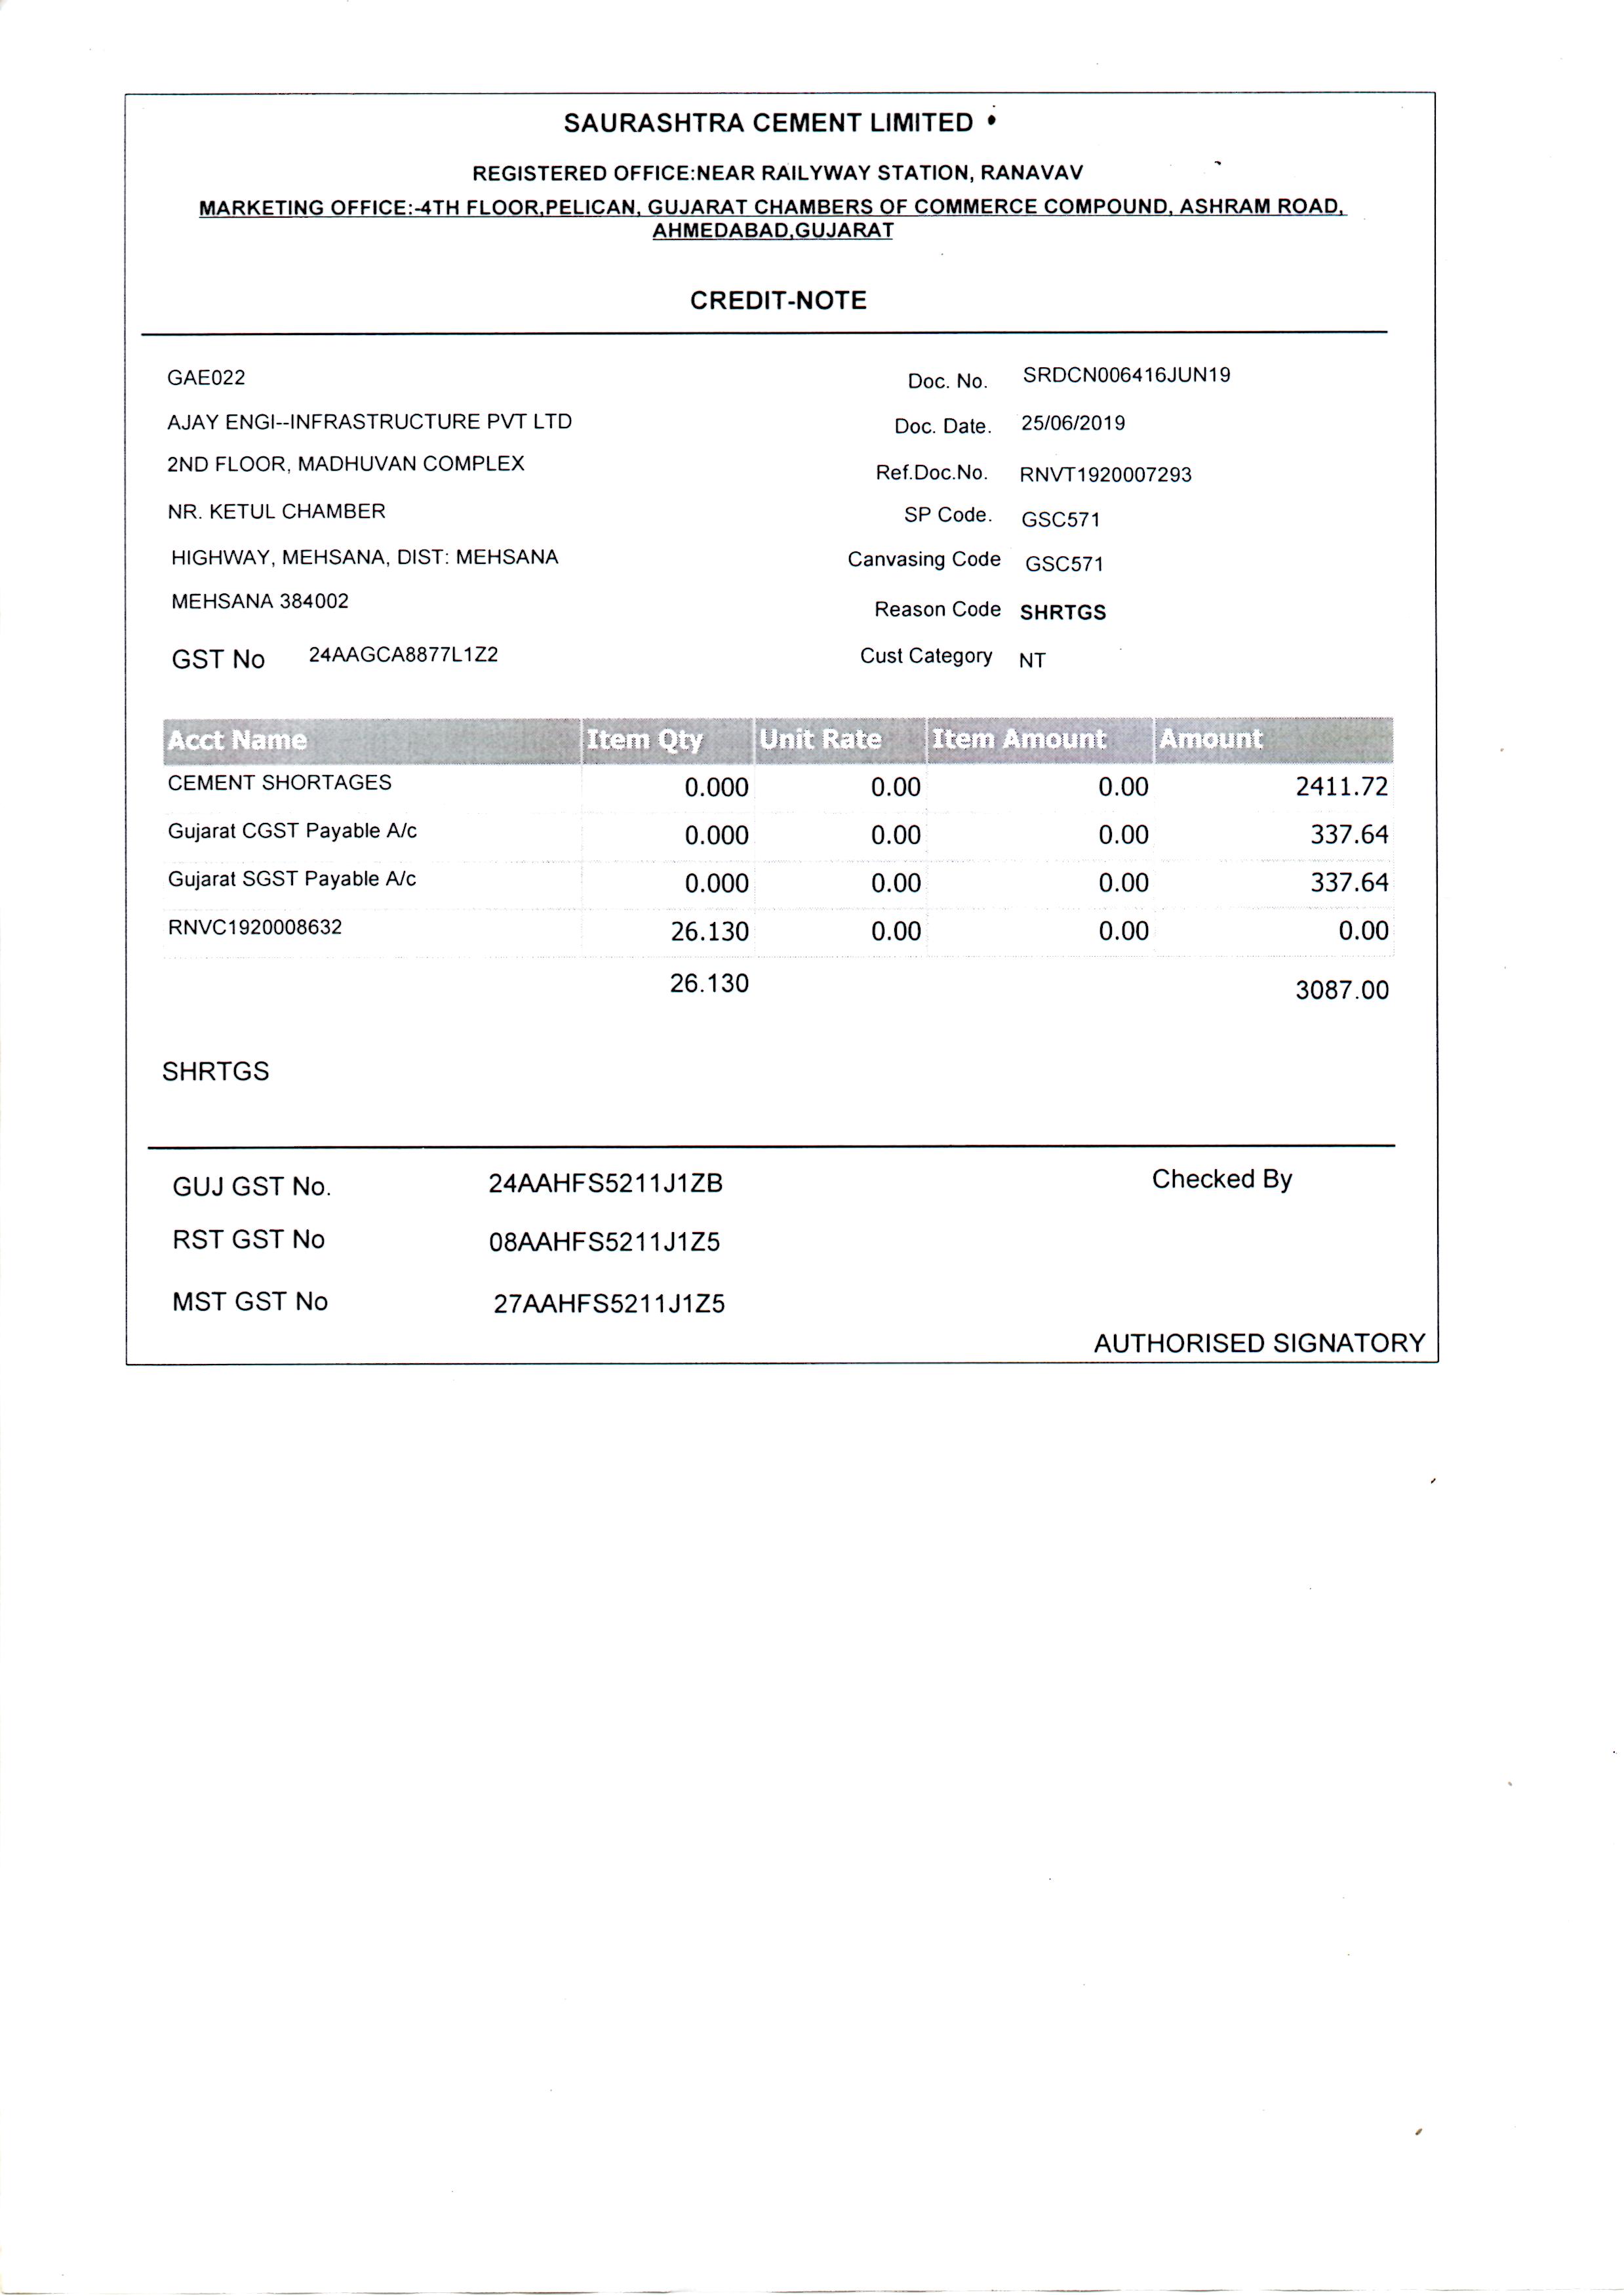 SAURASHTRA CEMENT LIMITED
REGISTERED OFFICE:NEAR RAILYWAY STATION, RANAVAV
MARKETING OFFICE:-4TH FLOOR,PELICAN, GUJARAT CHAMBERS OF COMMERCE COMPOUND, ASHRAM ROAD,
AHMEDABAD,GUJARAT
CREDIT-NOTE
GAE022 Doc. No. SRDCN006416JUN19
AJAY ENGI--INFRASTRUCTURE PVT LTD Doc. Date. 25/06/2019
2ND FLOOR, MADHUVAN COMPLEX Ref.Doc.No. RNVT1920007293
NR. KETUL CHAMBER SP Code. GSC571
HIGHWAY, MEHSANA, DIST: MEHSANA Canvasing Code GSC571
MEHSANA 384002 Reason Code SHRTGS
GST No 24AAGCA8877L1Z2 Cust Category NT
Acct Name Item Qty Unit Rate Item Amount Amount
CEMENT SHORTAGES 0.000 0.00 0.00 2411.72
Gujarat CGST Payable A/c 0.000 0.00 0.00 337.64
Gujarat SGST Payable A/c 0.000 0.00 0.00 337.64
RNVC1920008632 26.130 0.00 0.00 0.00
26.130 3087.00
SHRTGS
GUJ GST No. 24AAHFS5211J1ZB Checked By
RST GST No 08AAHFS5211J1Z5
MST GST No 27AAHFS5211J1Z5
AUTHORISED SIGNATORY